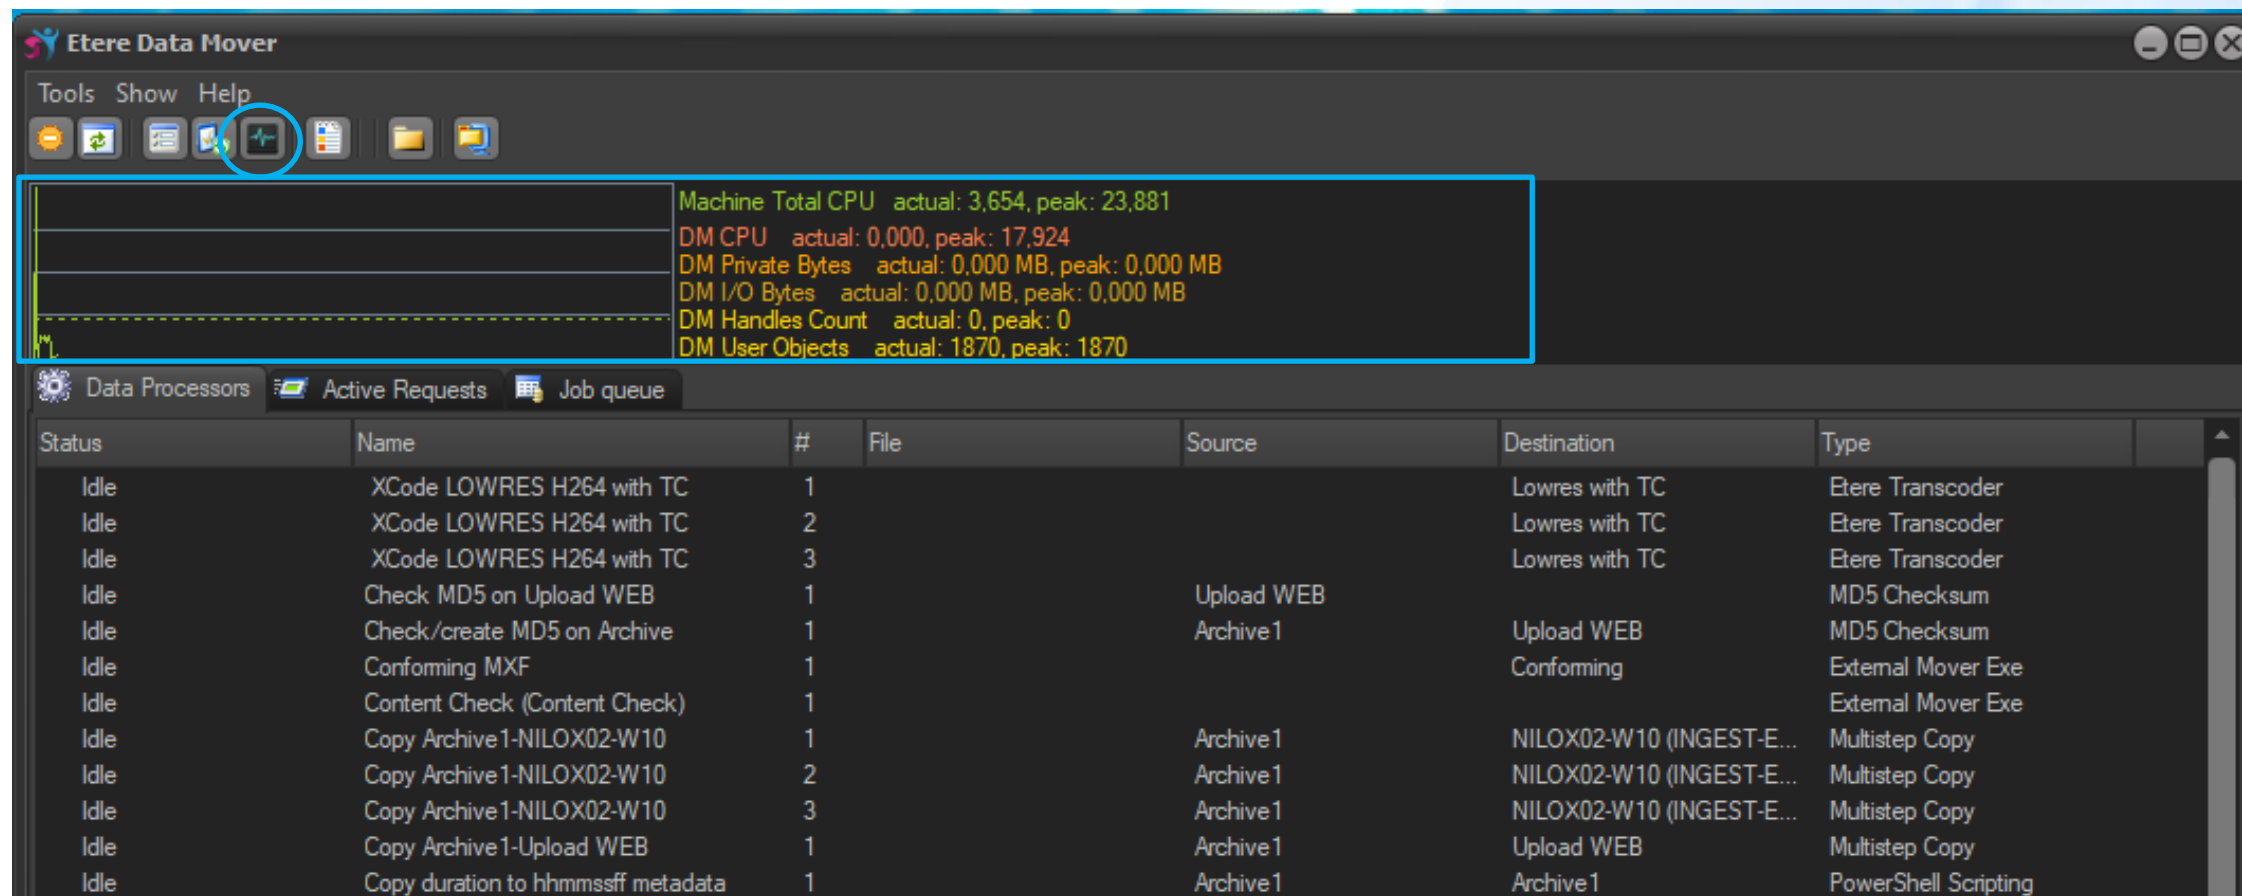 Etere Data Mover
Tools Show Help
Machine Total CPU actual: 3,654, peak: 23,881
DM CPU actual: 0,000, peak: 17,924
DM Private Bytes actual: 0,000 MB, peak: 0,000 MB
DM I/O Bytes actual: 0,000 MB, peak: 0,000 MB
DM Handles Count actual: 0, peak: 0
DM User Objects actual: 1870, peak: 1870
Data Processors Active Requests Job queue
Status Name # File Source Destination Type
Idle XCode LOWRES H264 with TC 1 Lowres with TC Etere Transcoder
Idle XCode LOWRES H264 with TC 2 Lowres with TC Etere Transcoder
Idle XCode LOWRES H264 with TC 3 Lowres with TC Etere Transcoder
Idle Check MD5 on Upload WEB 1 Upload WEB MD5 Checksum
Idle Check/create MD5 on Archive 1 Archive1 Upload WEB MD5 Checksum
Idle Conforming MXF 1 Conforming External Mover Exe
Idle Content Check (Content Check) 1 External Mover Exe
Idle Copy Archive1-NILOX02-W10 1 Archive1 NILOX02-W10 (INGEST-E... Multistep Copy
Idle Copy Archive1-NILOX02-W10 2 Archive1 NILOX02-W10 (INGEST-E... Multistep Copy
Idle Copy Archive1-NILOX02-W10 3 Archive1 NILOX02-W10 (INGEST-E... Multistep Copy
Idle Copy Archive1-Upload WEB 1 Archive1 Upload WEB Multistep Copy
Idle Copy duration to hhmmssff metadata 1 Archive1 Archive1 PowerShell Scripting